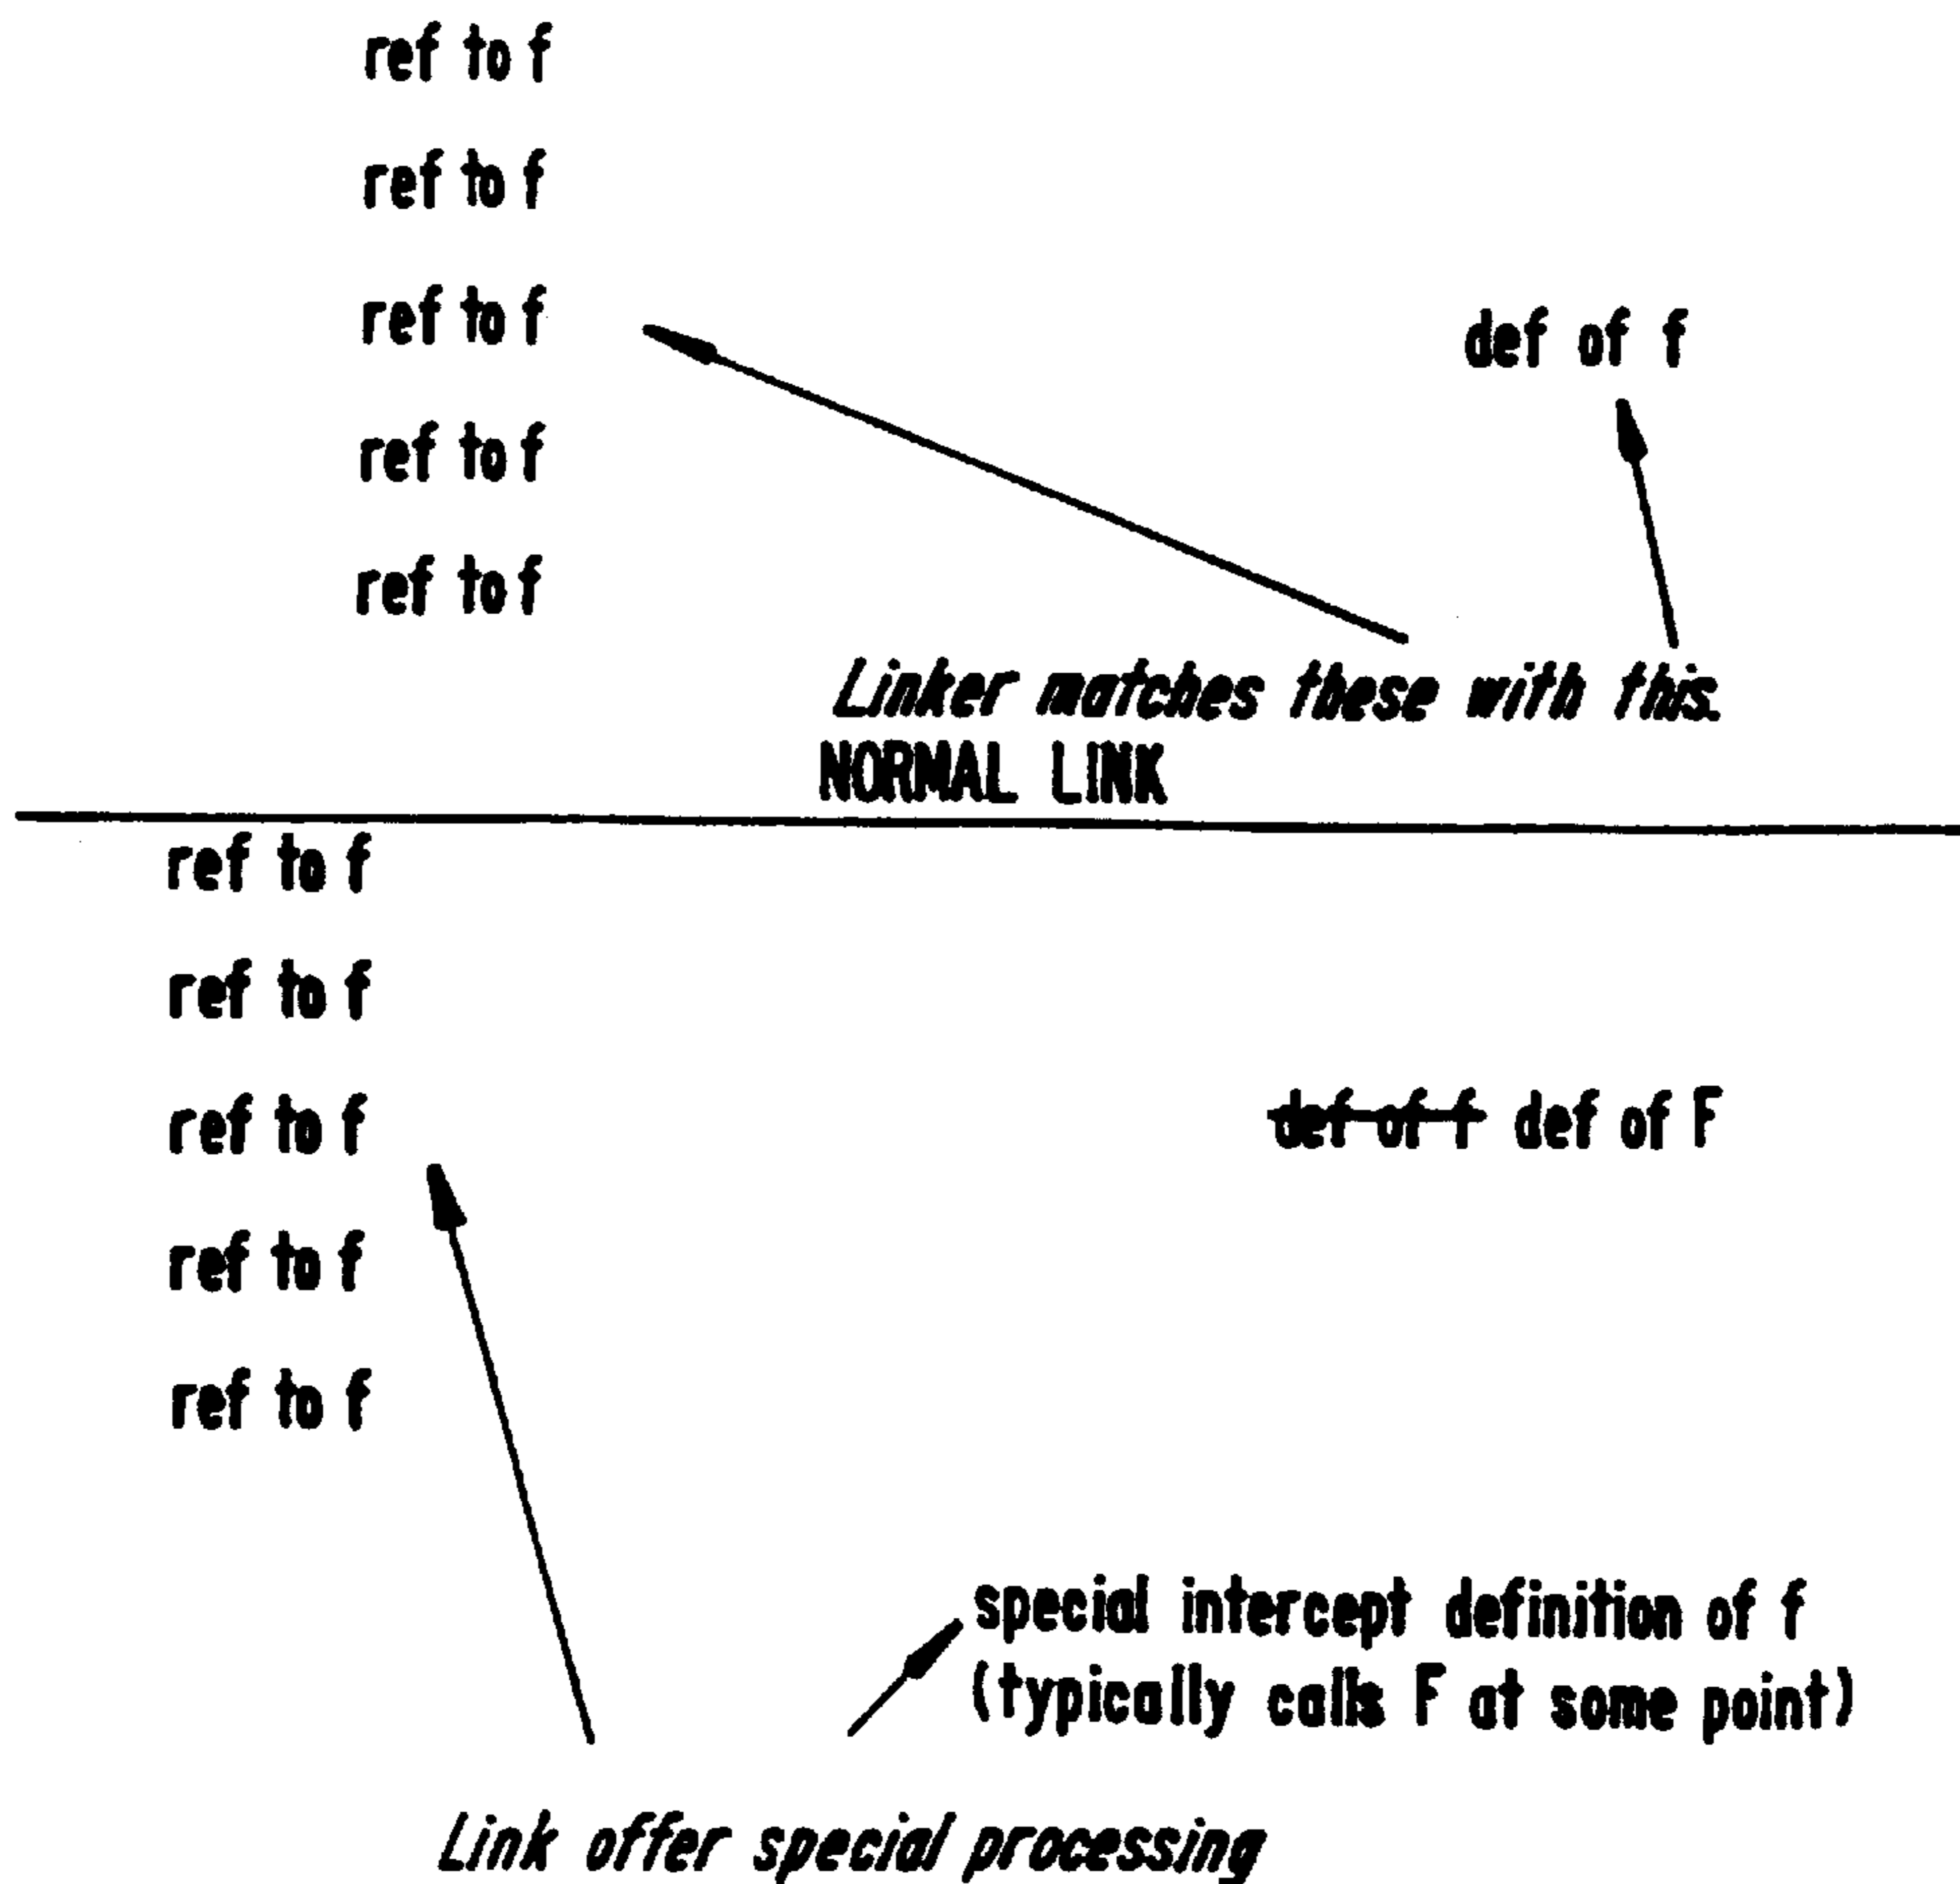 ref to f
ref to f
ref to f
def of f
ref to f
ref to f
Linker matches these with this.
NORMAL LINK
ref to f
ref to f
ref to f
def of f def of F
ref to f
ref to f
special intercept definition of f
(typically calls F at some point)
Link offer special processing